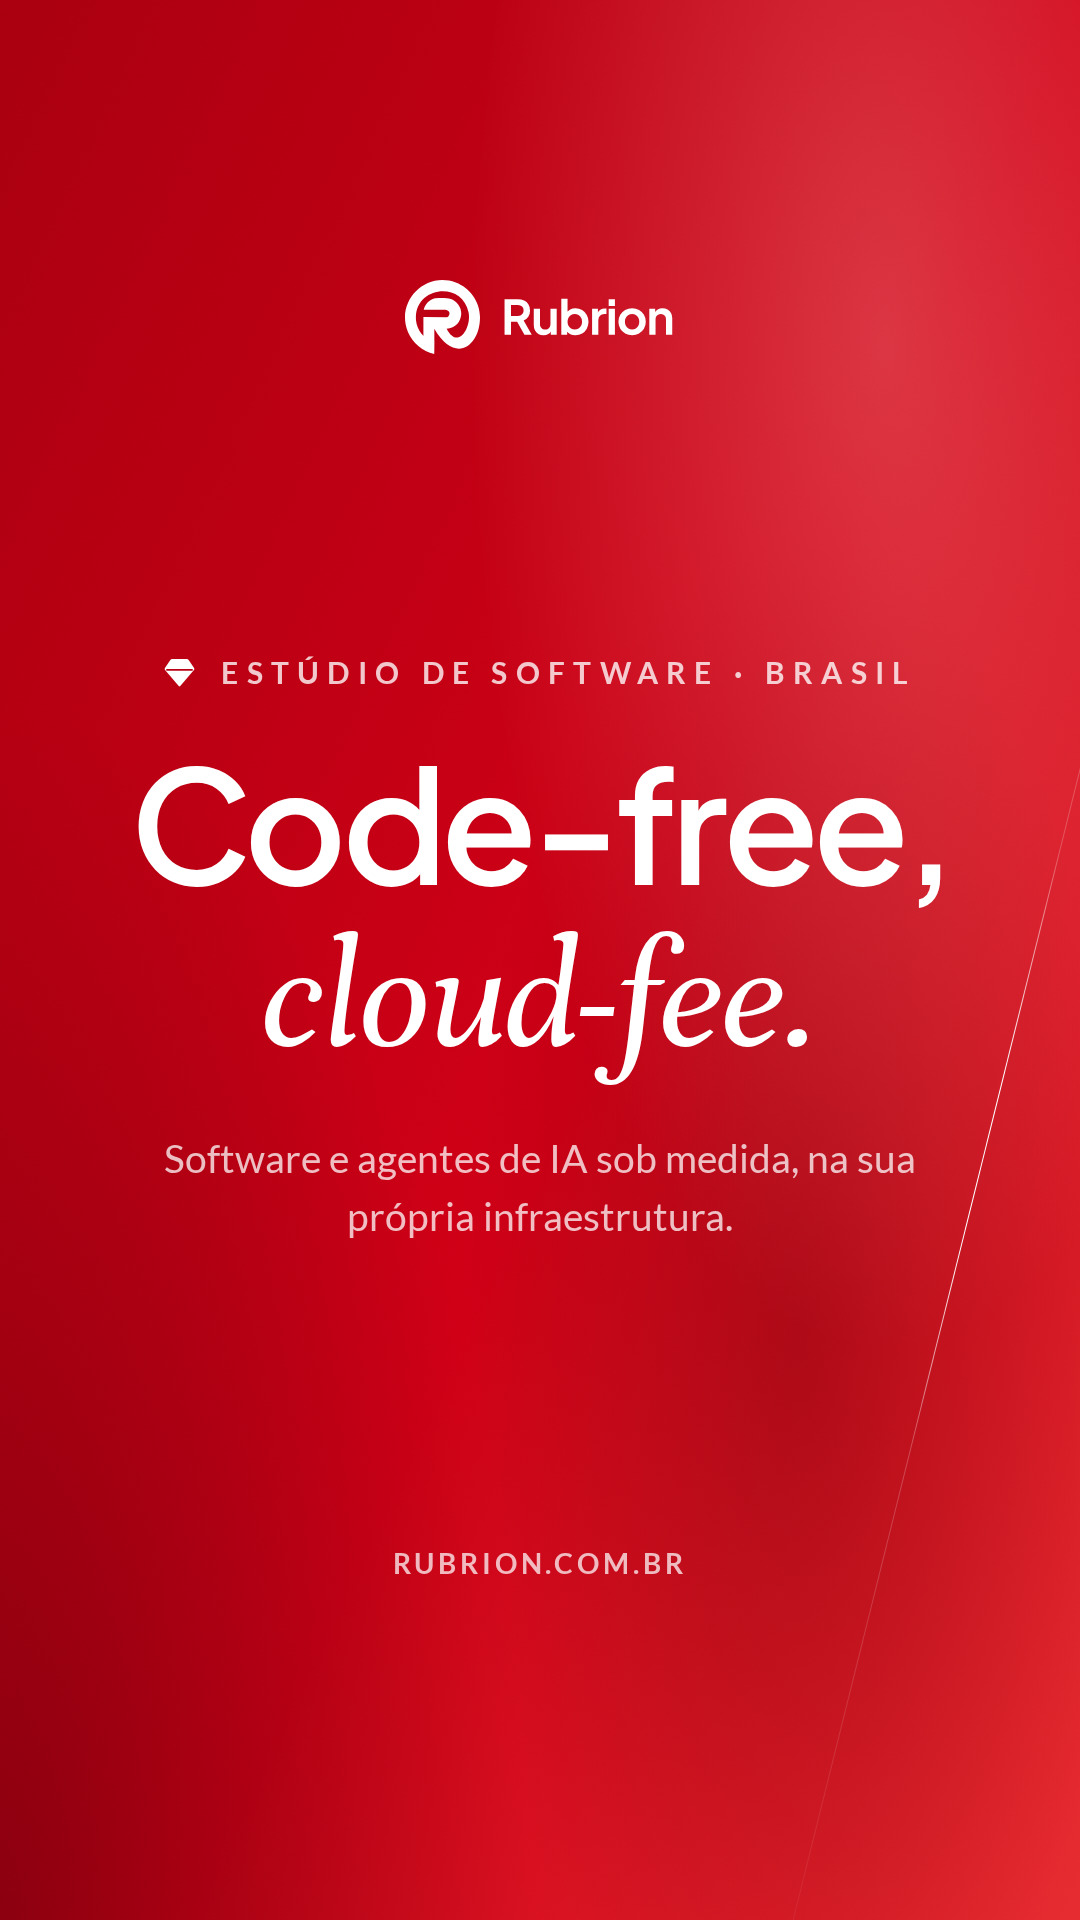 Rubrion
ESTÚDIO DE SOFTWARE · BRASIL
Code-free,
cloud-fee.
Software e agentes de IA sob medida, na sua
própria infraestrutura.
RUBRION.COM.BR